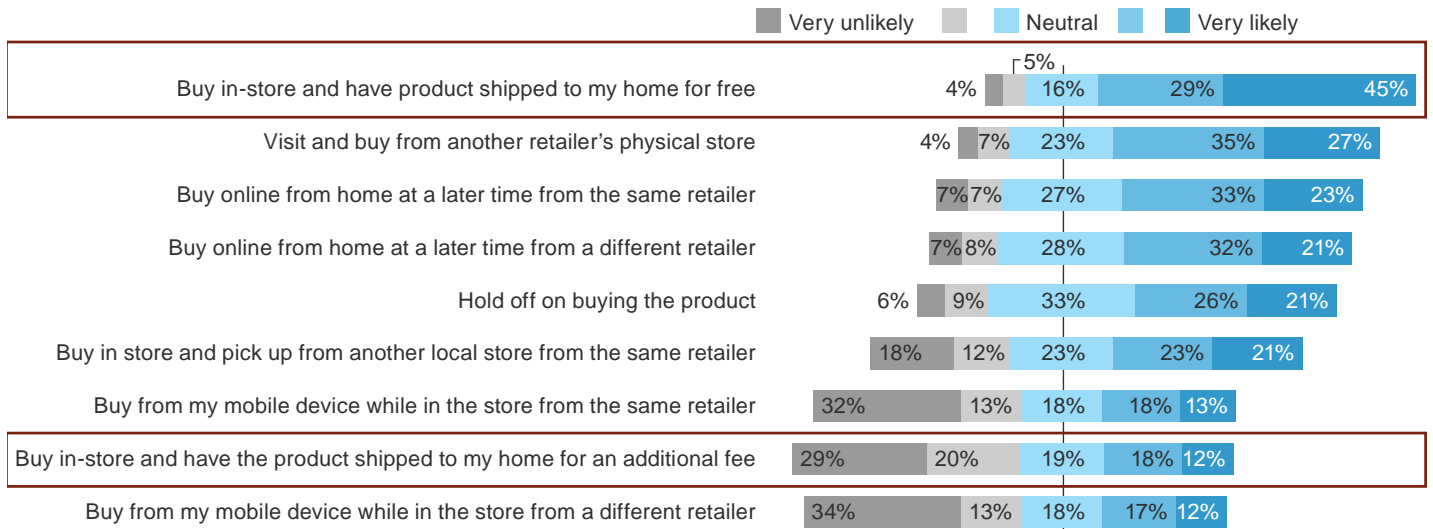 Very unlikely Neutral Very likely
5%
Buy in-store and have product shipped to my home for free 4% 16% 29% 45%
Visit and buy from another retailer’s physical store 4% 7% 23% 35% 27%
Buy online from home at a later time from the same retailer 7% 7% 27% 33% 23%
Buy online from home at a later time from a different retailer 7% 8% 28% 32% 21%
Hold off on buying the product 6% 9% 33% 26% 21%
Buy in store and pick up from another local store from the same retailer 18% 12% 23% 23% 21%
Buy from my mobile device while in the store from the same retailer 32% 13% 18% 18% 13%
Buy in-store and have the product shipped to my home for an additional fee 29% 20% 19% 18% 12%
Buy from my mobile device while in the store from a different retailer 34% 13% 18% 17% 12%